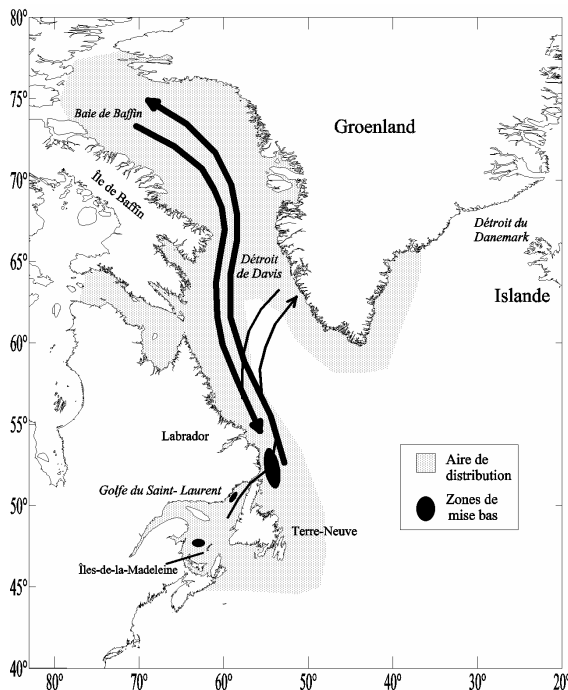 80°
75°
70°
65°
60°
55°
50°
45°
40°
80°
70°
60°
50°
40°
30°
20°
Baie de Baffin
Groenland
Île de Baffin
Détroit du
Danemark
Détroit
de Davis
Islande
Labrador
Golfe du Saint- Laurent
Terre-Neuve
Îles-de-la-Madeleine
Aire de
distribution
Zones de
mise bas